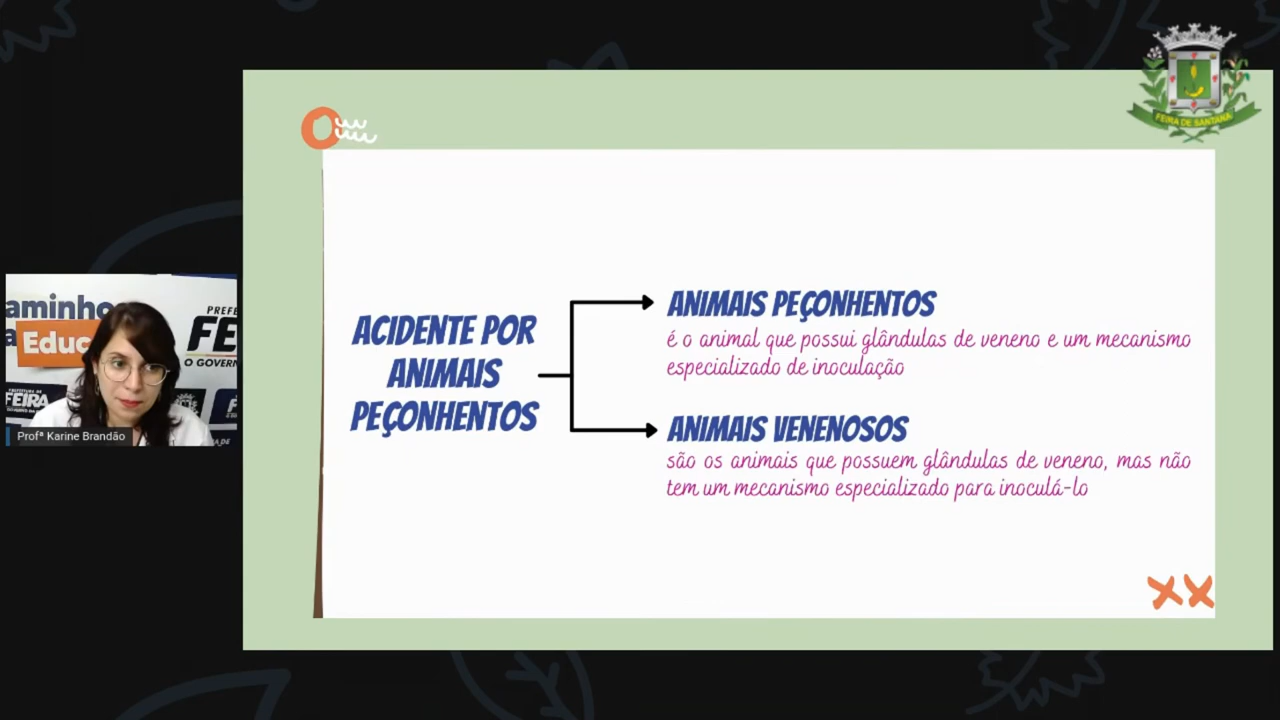 FEIRA DE SANTANA
ACIDENTE POR
ANIMAIS
PEÇONHENTOS
ANIMAIS PEÇONHENTOS
é o animal que possui glândulas de veneno e um mecanismo
especializado de inoculação
ANIMAIS VENENOSOS
são os animais que possuem glândulas de veneno, mas não
tem um mecanismo especializado para inoculá-lo
aminho
Educ
PREFE
FE
O GOVERN
FEIRA
Profª Karine Brandão